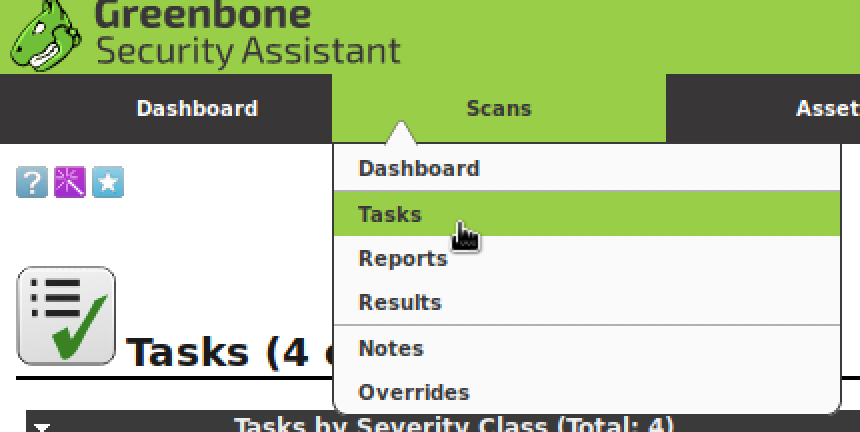 Greenbone
Security Assistant
Dashboard Scans Asset
?
Dashboard
Tasks
Reports
Results
Notes
Overrides
Tasks (4
Tasks by Severity Class (Total: 4)